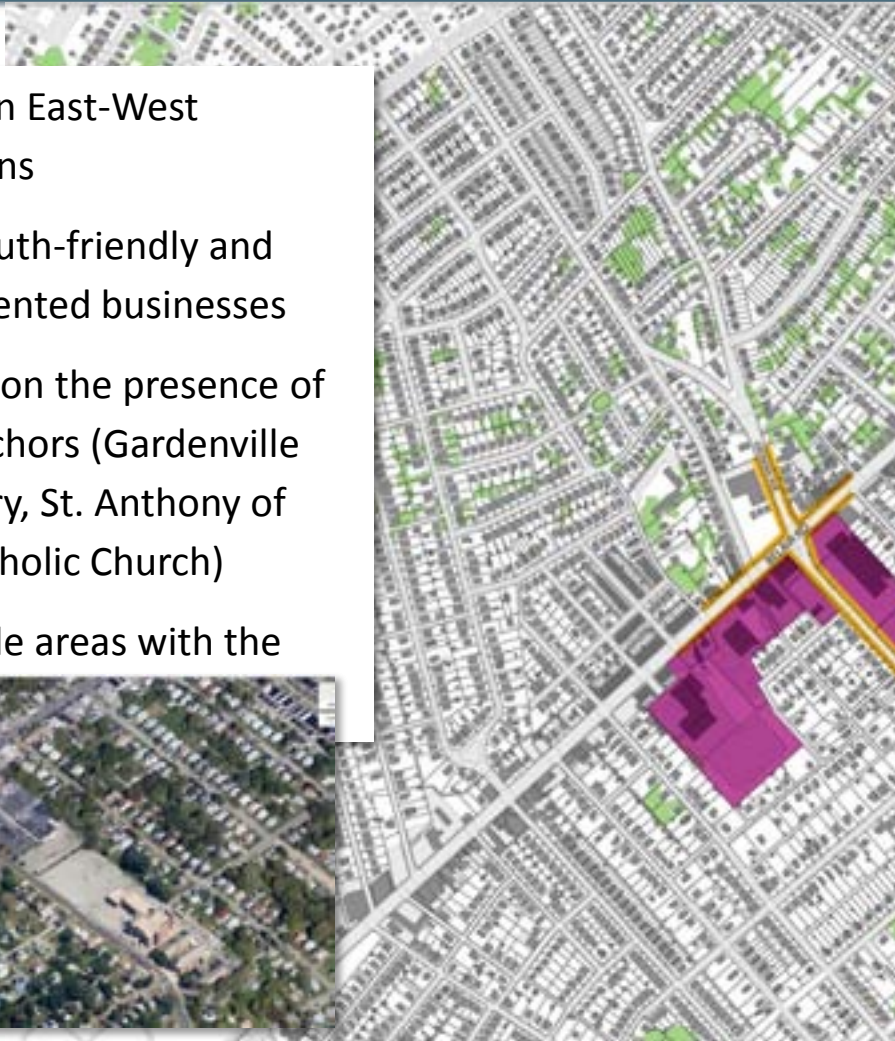 n East-West
ns
uth-friendly and
ented businesses
on the presence of
chors (Gardenville
ry, St. Anthony of
holic Church)
le areas with the